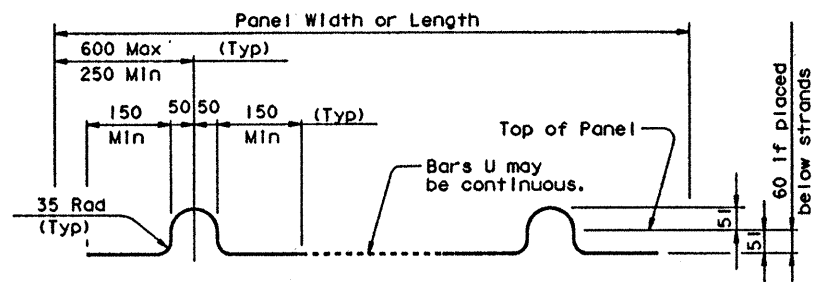 Panel Width or Length
600 Max
(Typ)
250 Min
150
50
50
150
(Typ)
Min
Min
Top of Panel
Bars U may
be continuous.
35 Rad
(Typ)
51
51
60 if placed
below strands